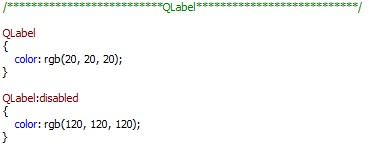 /**************************QLabel***************************/
QLabel
{
color: rgb(20, 20, 20);
}
QLabel:disabled
{
color: rgb(120, 120, 120);
}